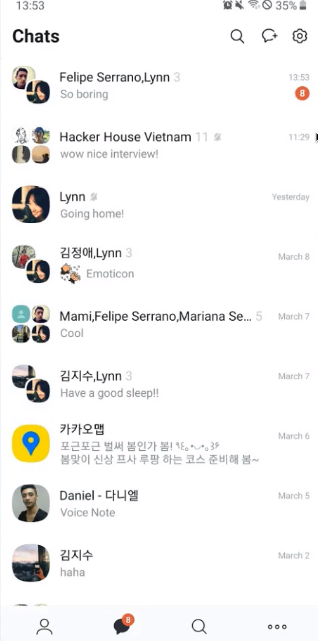 13:53 35%
Chats
Felipe Serrano,Lynn 3 13:53
So boring 8
Hacker House Vietnam 11 11:29
wow nice interview!
Lynn Yesterday
Going home!
김정애,Lynn 3 March 8
Emoticon
Mami,Felipe Serrano,Mariana Se... 5 March 7
Cool
김지수,Lynn 3 March 7
Have a good sleep!!
카카오맵 March 6
포근포근 벌써 봄인가 봄!
봄맞이 신상 프사 루팡 하는 코스 준비해 봄~
Daniel - 다니엘 March 5
Voice Note
김지수 March 2
haha
8